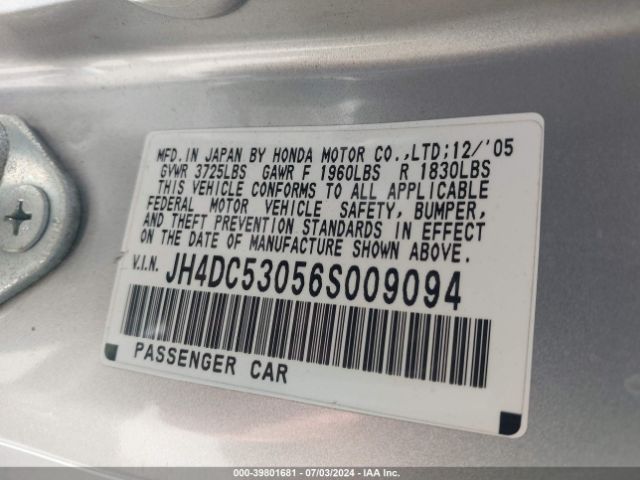 MFD.IN JAPAN BY HONDA MOTOR CO.,LTD;12/'05
GVWR 3725LBS GAWR F 1960LBS R 1830LBS
THIS VEHICLE CONFORMS TO ALL APPLICABLE
FEDERAL MOTOR VEHICLE SAFETY, BUMPER,
AND THEFT PREVENTION STANDARDS IN EFFECT
ON THE DATE OF MANUFACTURE SHOWN ABOVE.
V.I.N. JH4DC53056S009094
PASSENGER CAR
000-39801681 - 07/03/2024 - IAA Inc.